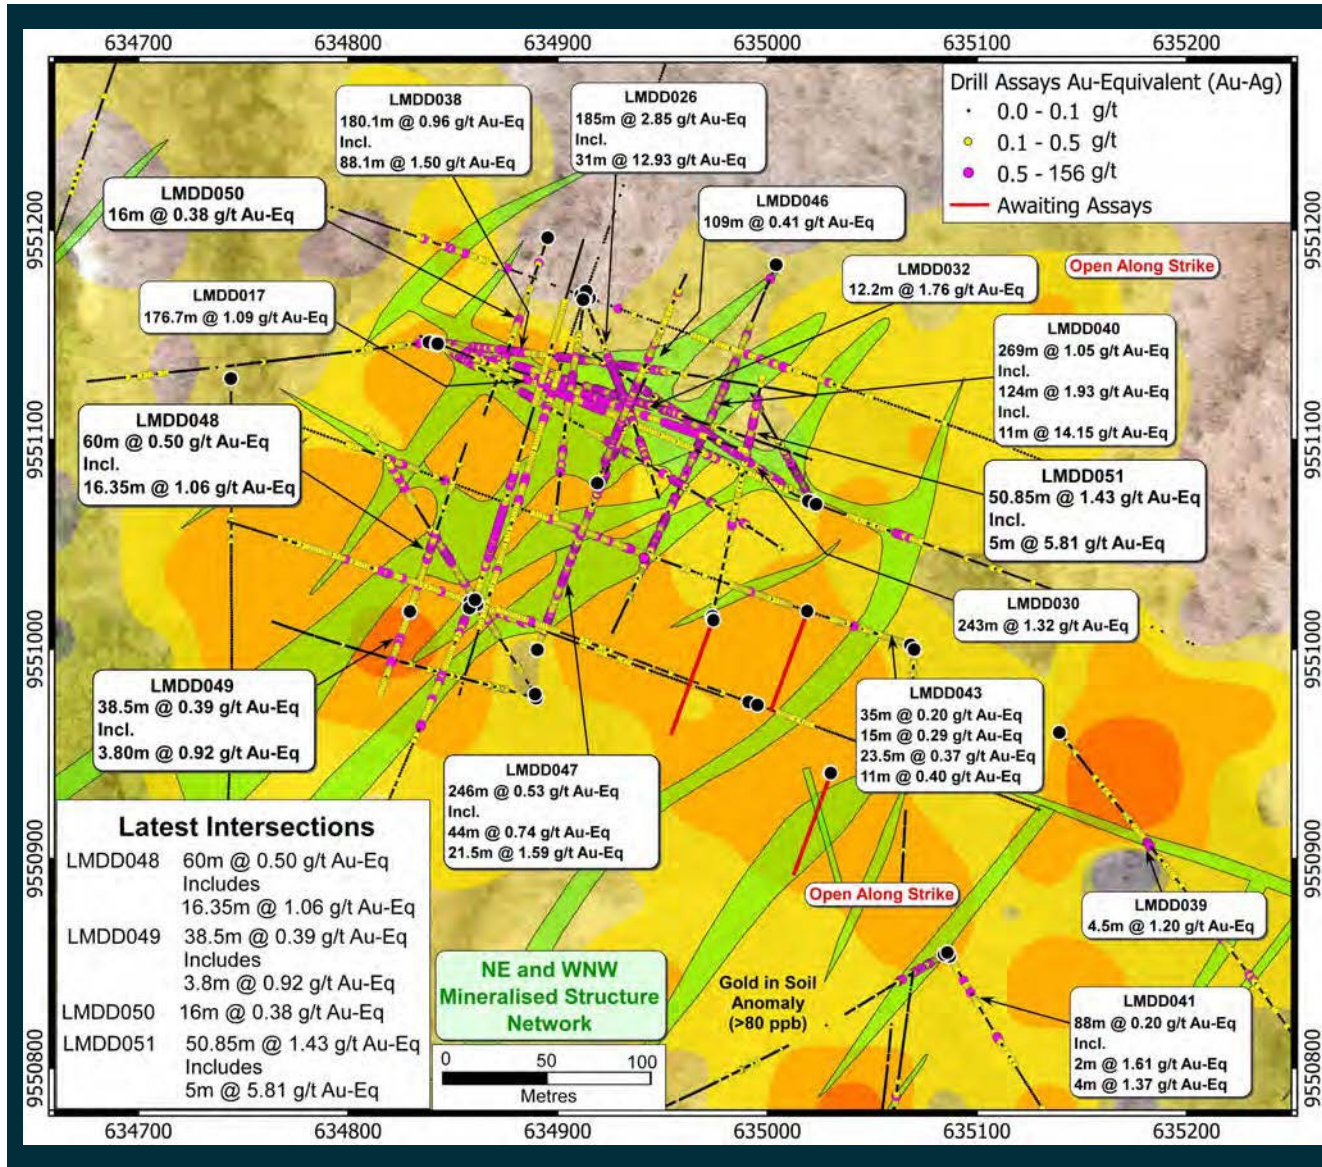 634700 634800 634900 635000 635100 635200
Drill Assays Au-Equivalent (Au-Ag)
0.0 - 0.1 g/t
0.1 - 0.5 g/t
0.5 - 156 g/t
Awaiting Assays
LMDD038
180.1m @ 0.96 g/t Au-Eq
Incl.
88.1m @ 1.50 g/t Au-Eq
LMDD026
185m @ 2.85 g/t Au-Eq
Incl.
31m @ 12.93 g/t Au-Eq
LMDD050
16m @ 0.38 g/t Au-Eq
LMDD046
109m @ 0.41 g/t Au-Eq
9551200
9551200
Open Along Strike
LMDD032
12.2m @ 1.76 g/t Au-Eq
LMDD017
176.7m @ 1.09 g/t Au-Eq
LMDD040
269m @ 1.05 g/t Au-Eq
Incl.
124m @ 1.93 g/t Au-Eq
Incl.
11m @ 14.15 g/t Au-Eq
LMDD048
60m @ 0.50 g/t Au-Eq
Incl.
16.35m @ 1.06 g/t Au-Eq
9551100
9551100
LMDD051
50.85m @ 1.43 g/t Au-Eq
Incl.
5m @ 5.81 g/t Au-Eq
LMDD030
243m @ 1.32 g/t Au-Eq
9551000
9551000
LMDD049
38.5m @ 0.39 g/t Au-Eq
Incl.
3.80m @ 0.92 g/t Au-Eq
LMDD043
35m @ 0.20 g/t Au-Eq
15m @ 0.29 g/t Au-Eq
23.5m @ 0.37 g/t Au-Eq
11m @ 0.40 g/t Au-Eq
LMDD047
246m @ 0.53 g/t Au-Eq
Incl.
44m @ 0.74 g/t Au-Eq
21.5m @ 1.59 g/t Au-Eq
9550900
9550900
Open Along Strike
LMDD039
4.5m @ 1.20 g/t Au-Eq
Latest Intersections
LMDD048 60m @ 0.50 g/t Au-Eq
Includes
16.35m @ 1.06 g/t Au-Eq
LMDD049 38.5m @ 0.39 g/t Au-Eq
Includes
3.8m @ 0.92 g/t Au-Eq
LMDD050 16m @ 0.38 g/t Au-Eq
LMDD051 50.85m @ 1.43 g/t Au-Eq
Includes
5m @ 5.81 g/t Au-Eq
NE and WNW
Mineralised Structure
Network
Gold in Soil
Anomaly
(>80 ppb)
LMDD041
88m @ 0.20 g/t Au-Eq
Incl.
2m @ 1.61 g/t Au-Eq
4m @ 1.37 g/t Au-Eq
0 50 100
Metres
9550800
9550800
634700 634800 634900 635000 635100 635200